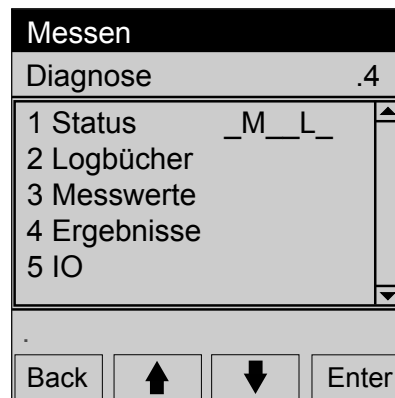 Messen
Diagnose .4
1 Status _M__L_
2 Logbücher
3 Messwerte
4 Ergebnisse
5 IO
.
Back Enter